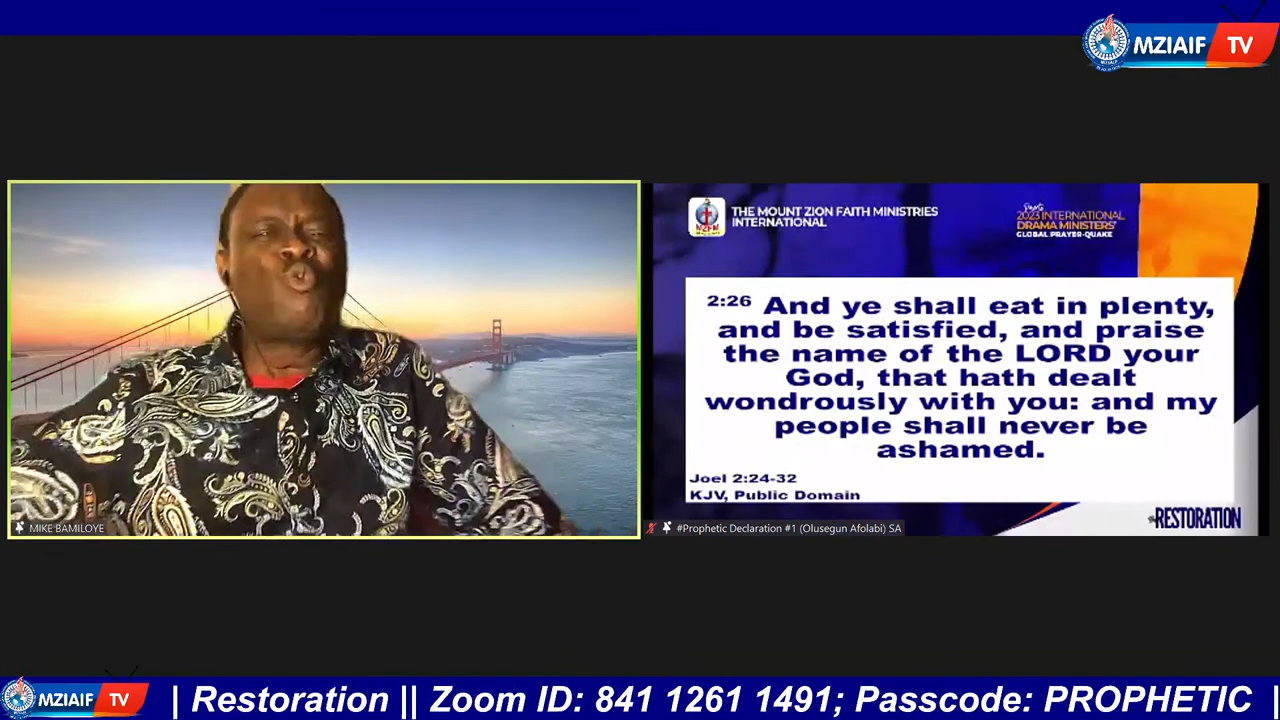 MZIAIF TV
THE MOUNT ZION FAITH MINISTRIES
INTERNATIONAL
2023 INTERNATIONAL
DRAMA MINISTERS'
GLOBAL PRAYER-QUAKE
MZFM
2:26 And ye shall eat in plenty,
and be satisfied, and praise
the name of the LORD your
God, that hath dealt
wondrously with you: and my
people shall never be
ashamed.
Joel 2:24-32
KJV, Public Domain
#RESTORATION
MIKE BAMILOYE
#Prophetic Declaration #1 (Olusegun Afolabi) SA
MZIAIF TV
| Restoration || Zoom ID: 841 1261 1491; Passcode: PROPHETIC |